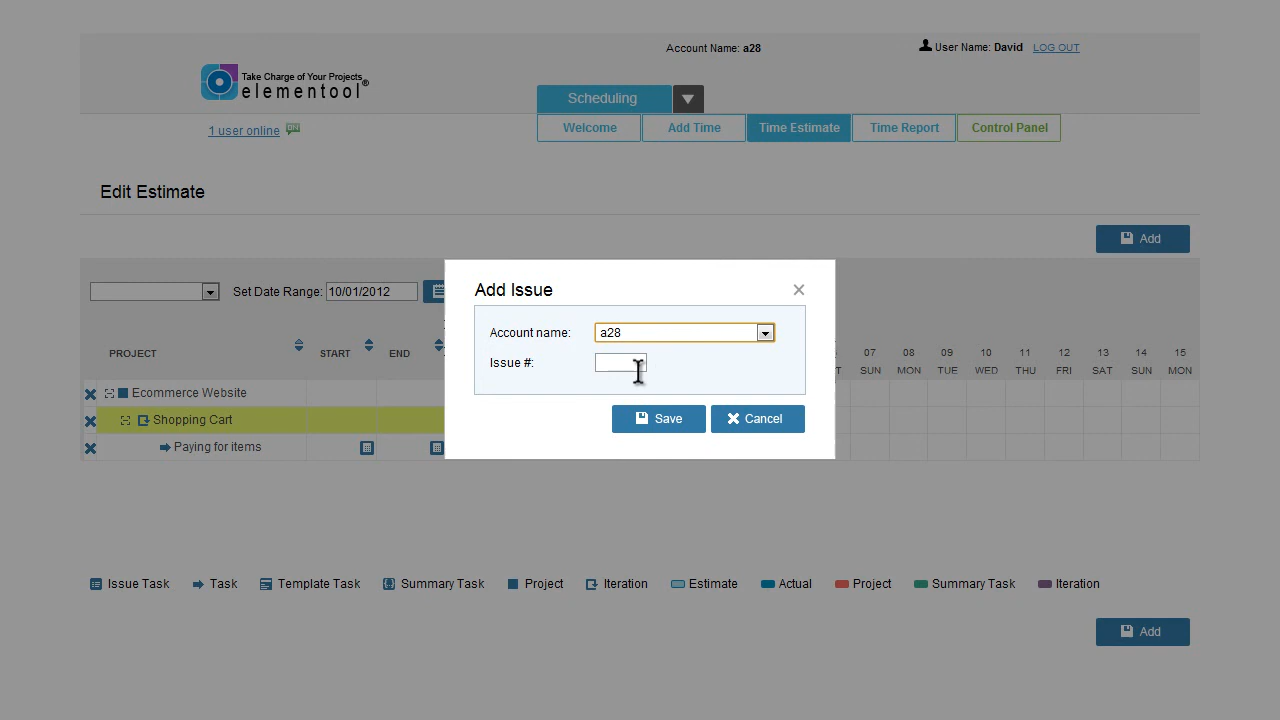 Account Name: a28
User Name: David LOG OUT
Take Charge of Your Projects
elementool®
Scheduling
1 user online
ON
Welcome
Add Time
Time Estimate
Time Report
Control Panel
Edit Estimate
Add
Set Date Range: 10/01/2012
Add Issue
Account name: a28
Issue #:
Save
Cancel
PROJECT
START
END
07 08 09 10 11 12 13 14 15
SUN MON TUE WED THU FRI SAT SUN MON
Ecommerce Website
Shopping Cart
Paying for items
Issue Task Task Template Task Summary Task Project Iteration Estimate Actual Project Summary Task Iteration
Add